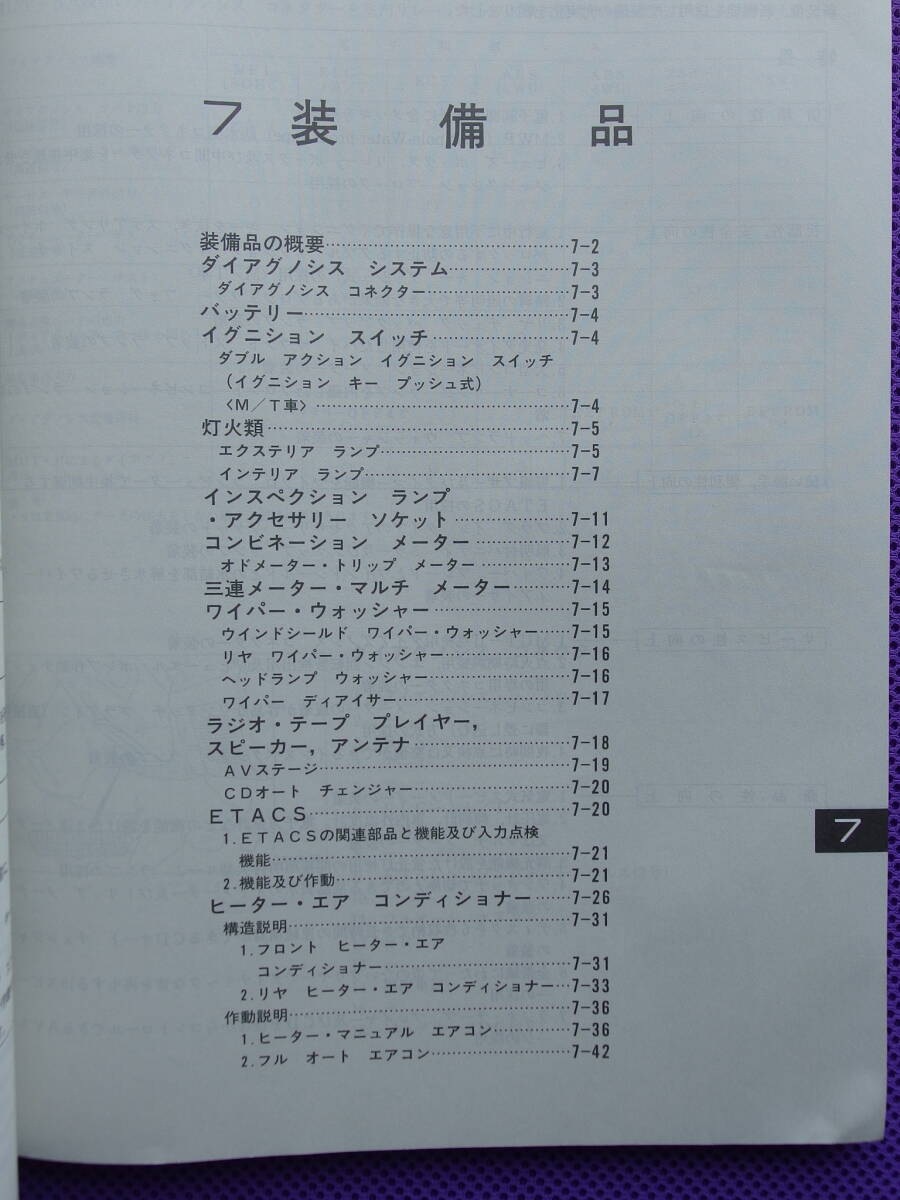 7 装備品
装備品の概要……7-2
ダイアグノシス システム……7-3
ダイアグノシス コネクター……7-3
バッテリー……7-4
イグニション スイッチ……7-4
ダブル アクション イグニション スイッチ
(イグニション キー プッシュ式)
〈M/T車〉……7-4
灯火類……7-5
エクステリア ランプ……7-5
インテリア ランプ……7-7
インスペクション ランプ
・アクセサリー ソケット……7-11
コンビネーション メーター……7-12
オドメーター・トリップ メーター……7-13
三連メーター・マルチ メーター……7-14
ワイパー・ウォッシャー……7-15
ウインドシールド ワイパー・ウォッシャー……7-15
リヤ ワイパー・ウォッシャー……7-16
ヘッドランプ ウォッシャー……7-16
ワイパー ディアイサー……7-17
ラジオ・テープ プレイヤー,
スピーカー, アンテナ……7-18
AVステージ……7-19
CDオート チェンジャー……7-20
ETACS……7-20
1.ETACSの関連部品と機能及び入力点検
機能……7-21
2.機能及び作動……7-21
ヒーター・エア コンディショナー……7-26
構造説明……7-31
1.フロント ヒーター・エア
コンディショナー……7-31
2.リヤ ヒーター・エア コンディショナー……7-33
作動説明……7-36
1.ヒーター・マニュアル エアコン……7-36
2.フル オート エアコン……7-42
7